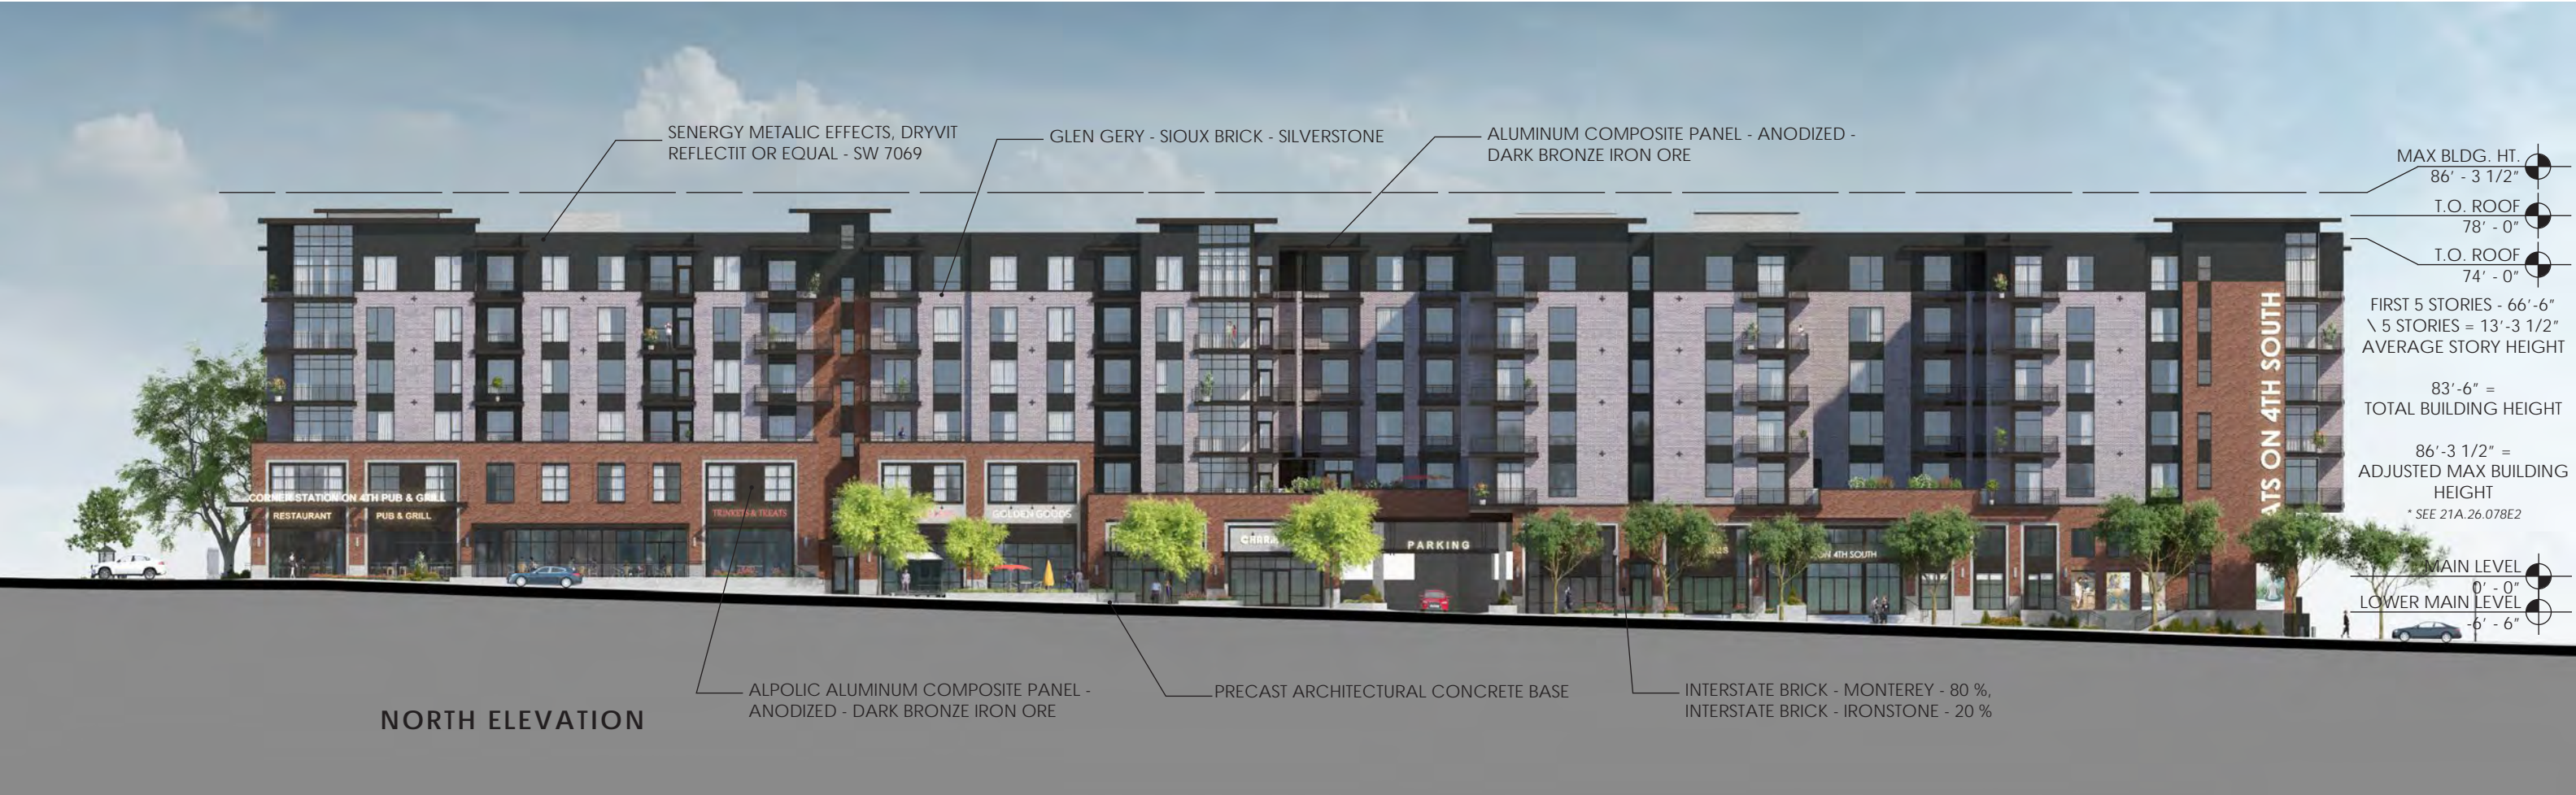 SENERGY METALIC EFFECTS, DRYVIT
REFLECTIT OR EQUAL - SW 7069
GLEN GERY - SIOUX BRICK - SILVERSTONE
ALUMINUM COMPOSITE PANEL - ANODIZED -
DARK BRONZE IRON ORE
MAX BLDG. HT.
86' - 3 1/2"
T.O. ROOF
78' - 0"
T.O. ROOF
74' - 0"
FIRST 5 STORIES - 66'-6"
\ 5 STORIES = 13'-3 1/2"
AVERAGE STORY HEIGHT
83'-6" =
TOTAL BUILDING HEIGHT
86'-3 1/2" =
ADJUSTED MAX BUILDING
HEIGHT
* SEE 21A.26.078E2
MAIN LEVEL
0' - 0"
LOWER MAIN LEVEL
-6' - 6"
ATS ON 4TH SOUTH
CORNER STATION ON 4TH PUB & GRILL
RESTAURANT
PUB & GRILL
TRINKETS & TREATS
GOLDEN GOODS
PARKING
ON 4TH SOUTH
ALPOLIC ALUMINUM COMPOSITE PANEL -
ANODIZED - DARK BRONZE IRON ORE
PRECAST ARCHITECTURAL CONCRETE BASE
INTERSTATE BRICK - MONTEREY - 80 %,
INTERSTATE BRICK - IRONSTONE - 20 %
NORTH ELEVATION